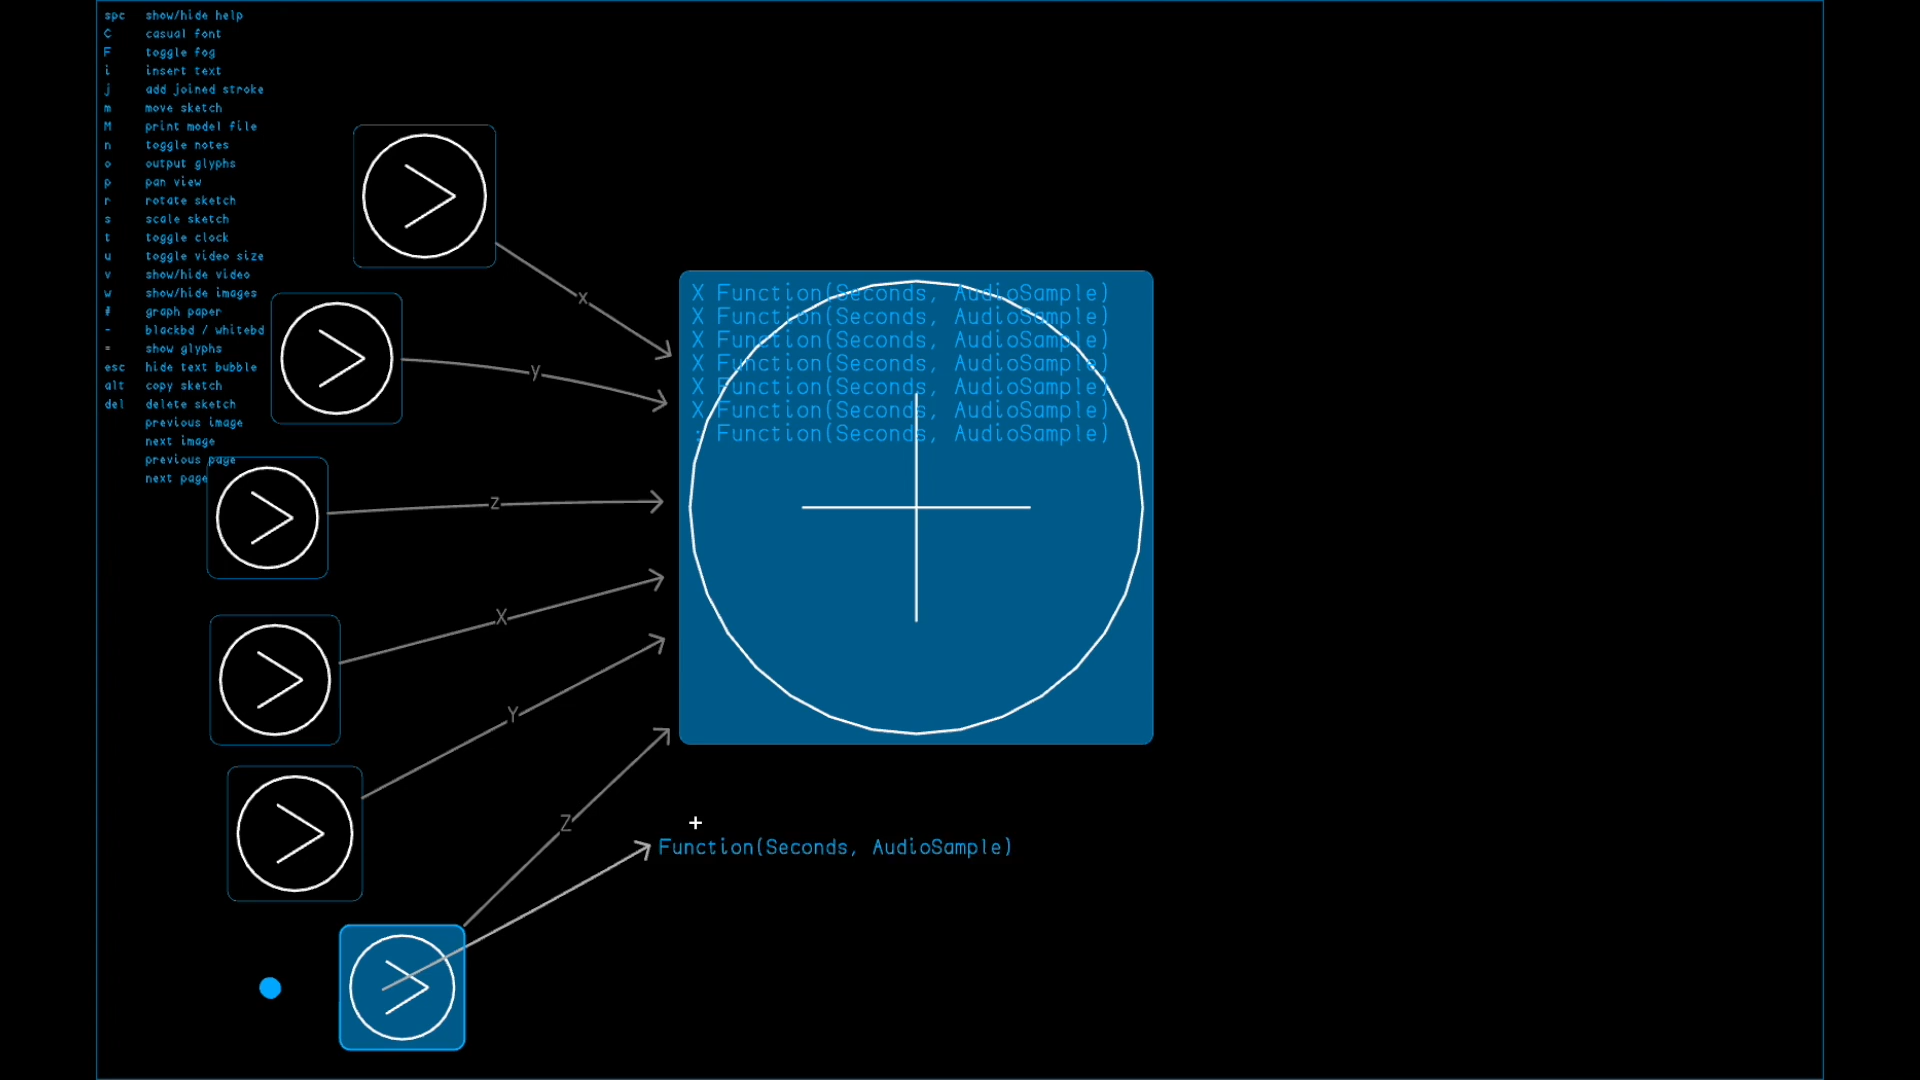 spc show/hide help
C casual font
F toggle fog
i insert text
j add joined stroke
m move sketch
M print model file
n toggle notes
o output glyphs
p pan view
r rotate sketch
s scale sketch
t toggle clock
u toggle video size
v show/hide video
w show/hide images
# graph paper
- blackbd / whitebd
= show glyphs
esc hide text bubble
alt copy sketch
del delete sketch
previous image
next image
previous page
next page
x
y
z
X
Y
Z
X Function(Seconds, AudioSample)
X Function(Seconds, AudioSample)
X Function(Seconds, AudioSample)
X Function(Seconds, AudioSample)
X Function(Seconds, AudioSample)
X Function(Seconds, AudioSample)
: Function(Seconds, AudioSample)
Function(Seconds, AudioSample)